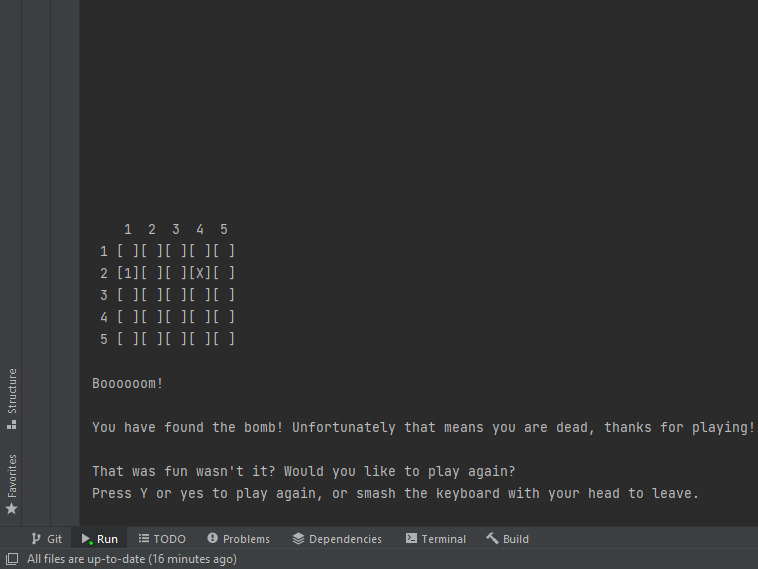 1 2 3 4 5
1 [ ][ ][ ][ ][ ]
2 [1][ ][ ][X][ ]
3 [ ][ ][ ][ ][ ]
4 [ ][ ][ ][ ][ ]
5 [ ][ ][ ][ ][ ]
Boooooom!
You have found the bomb! Unfortunately that means you are dead, thanks for playing!
That was fun wasn't it? Would you like to play again?
Press Y or yes to play again, or smash the keyboard with your head to leave.
Structure
Favorites
Git Run TODO Problems Dependencies Terminal Build
All files are up-to-date (16 minutes ago)